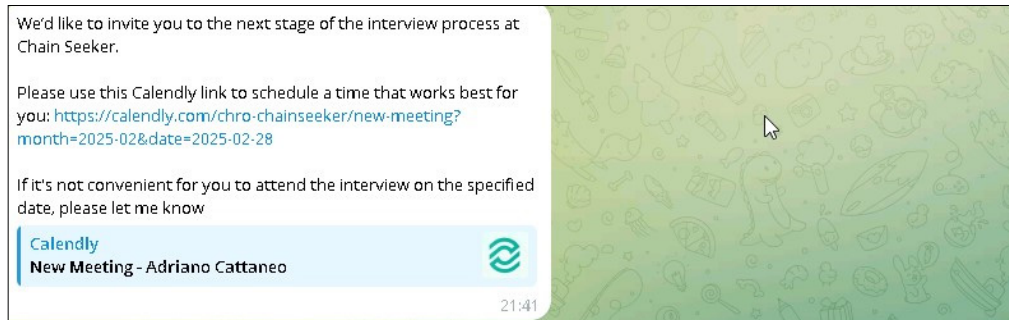 We'd like to invite you to the next stage of the interview process at
Chain Seeker.
Please use this Calendly link to schedule a time that works best for
you: https://calendly.com/chro-chainseeker/new-meeting?
month=2025-02&date=2025-02-28
If it's not convenient for you to attend the interview on the specified
date, please let me know
Calendly
New Meeting - Adriano Cattaneo
21:41